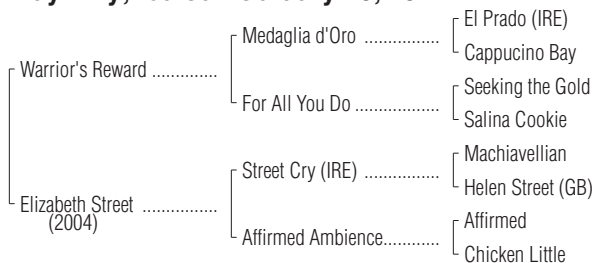 El Prado (IRE)
Medaglia d'Oro ..............
Cappucino Bay
Warrior's Reward .............
Seeking the Gold
For All You Do .................
Salina Cookie
Machiavellian
Street Cry (IRE) ...............
Helen Street (GB)
Elizabeth Street ...............
(2004)
Affirmed
Affirmed Ambience............
Chicken Little